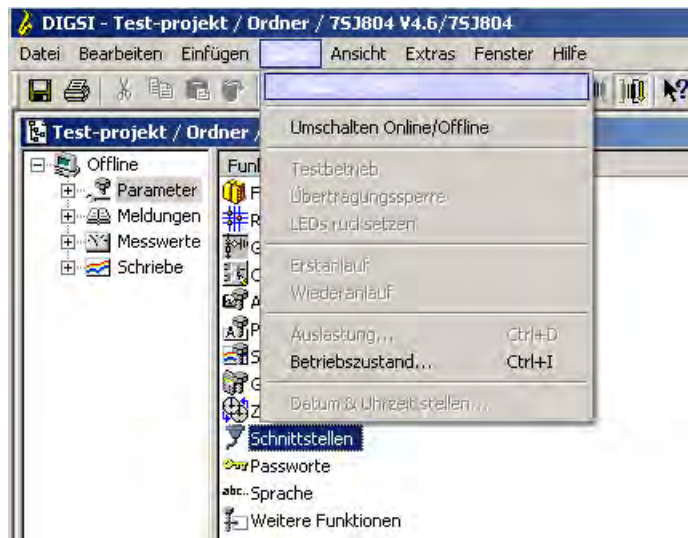 DIGSI - Test-projekt / Ordner / 7SJ804 V4.6/7SJ804
Datei Bearbeiten Einfügen Ansicht Extras Fenster Hilfe
Test-projekt / Ordner /
Offline
Parameter
Meldungen
Messwerte
Schriebe
Fun
F
R
G
C
A
P
S
G
Z
Schnittstellen
Passworte
Sprache
Weitere Funktionen
Umschalten Online/Offline
Testbetrieb
Übertragungssperre
LEDs rücksetzen
Erstanlauf
Wiederanlauf
Auslastung... Ctrl+D
Betriebszustand... Ctrl+I
Datum & Uhrzeit stellen...